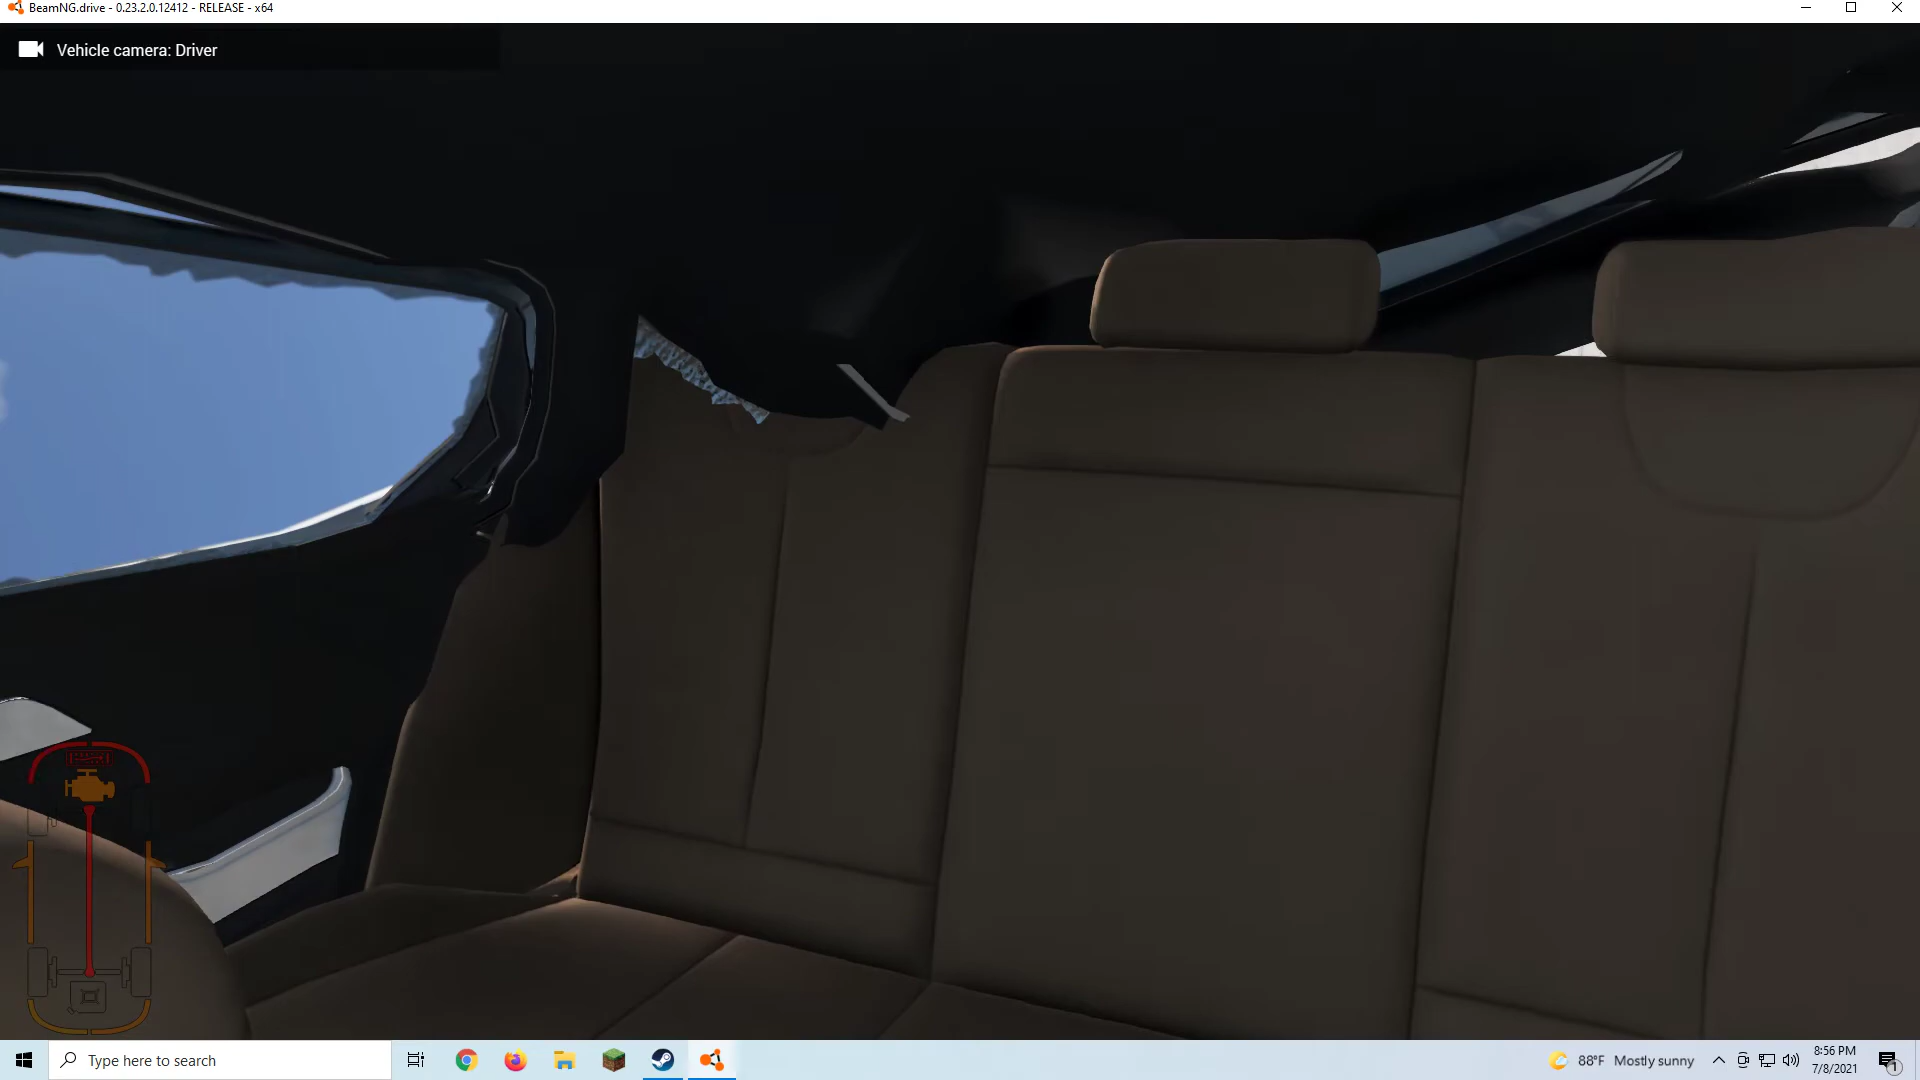 BeamNG.drive - 0.23.2.0.12412 - RELEASE - x64
Vehicle camera: Driver
Type here to search
88°F Mostly sunny
8:56 PM
7/8/2021
1